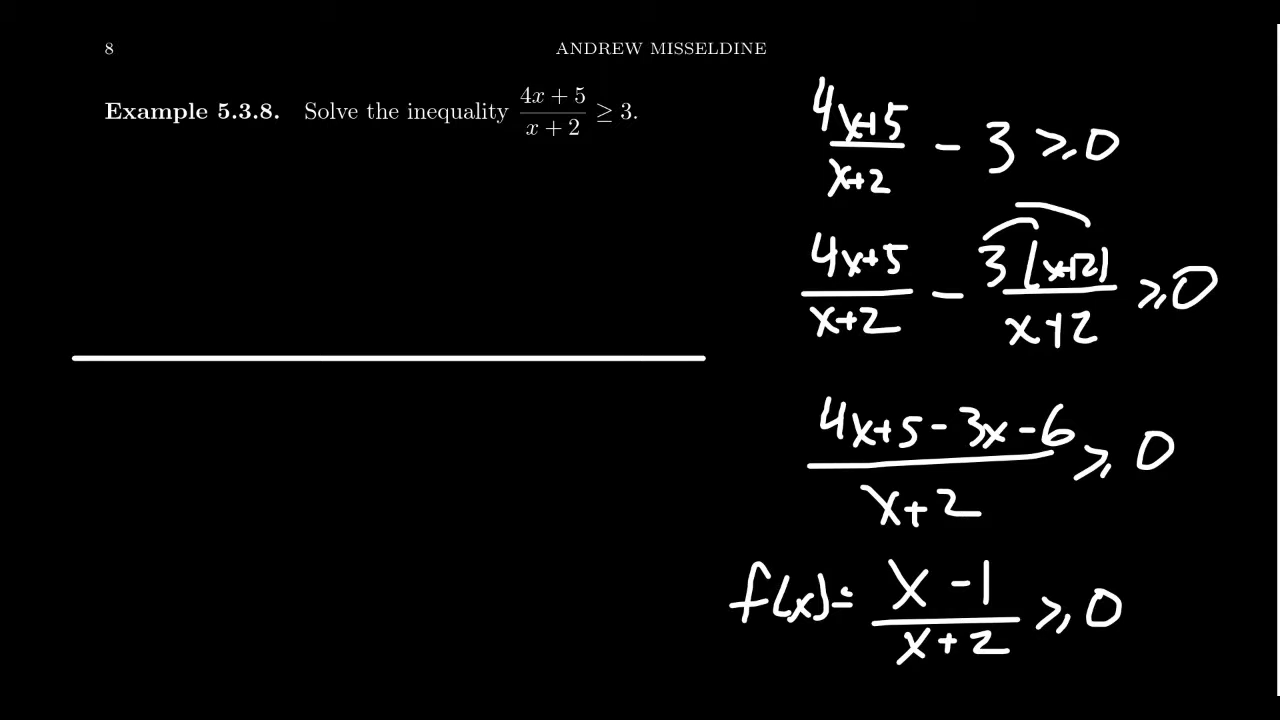 8 ANDREW MISSELDINE
Example 5.3.8. Solve the inequality (4x + 5)/(x + 2) ≥ 3.
(4x+5)/(x+2) - 3 ≥ 0
(4x+5)/(x+2) - 3(x+2)/(x+2) ≥ 0
(4x+5-3x-6)/(x+2) ≥ 0
f(x) = (x-1)/(x+2) ≥ 0